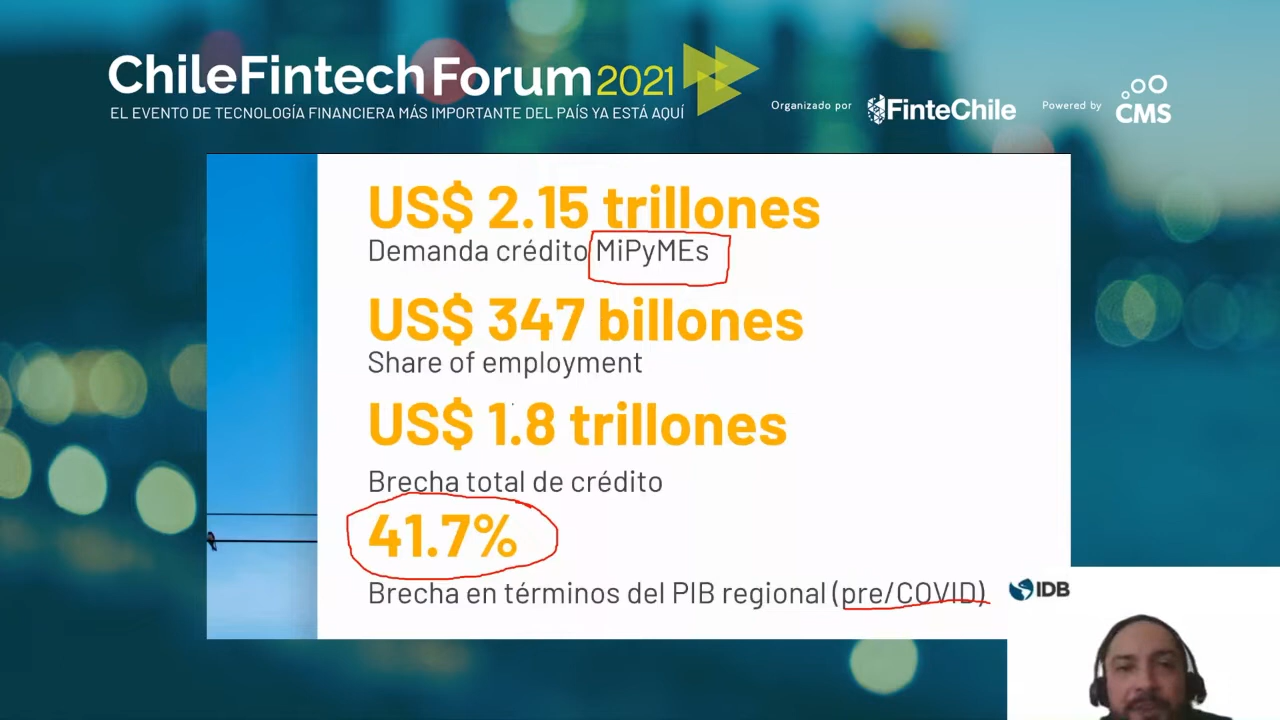 ChileFintechForum2021
EL EVENTO DE TECNOLOGÍA FINANCIERA MÁS IMPORTANTE DEL PAÍS YA ESTÁ AQUÍ
Organizado por
FinteChile
Powered by
CMS
US$ 2.15 trillones
Demanda crédito MiPyMEs
US$ 347 billones
Share of employment
US$ 1.8 trillones
Brecha total de crédito
41.7%
Brecha en términos del PIB regional (pre/COVID)
IDB